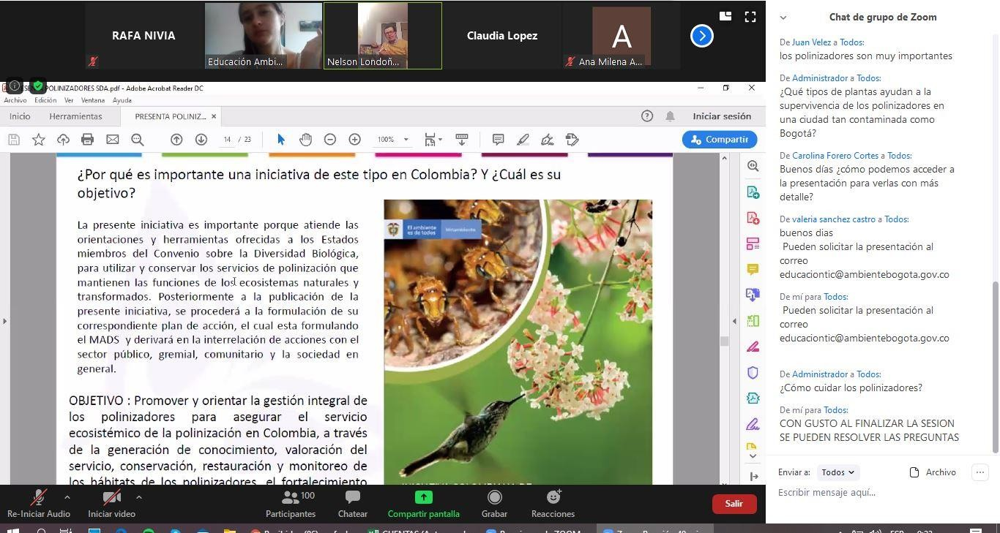 RAFA NIVIA
Educación Ambi...
Nelson Londoñ...
Claudia Lopez
A
Ana Milena A...
POLINIZADORES SDA.pdf - Adobe Acrobat Reader DC
Archivo Edición Ver Ventana Ayuda
Inicio Herramientas PRESENTA POLINIZ... × Iniciar sesión
14 / 23 100% Compartir
¿Por qué es importante una iniciativa de este tipo en Colombia? Y ¿Cuál es su
objetivo?
La presente iniciativa es importante porque atiende las
orientaciones y herramientas ofrecidas a los Estados
miembros del Convenio sobre la Diversidad Biológica,
para utilizar y conservar los servicios de polinización que
mantienen las funciones de los ecosistemas naturales y
transformados. Posteriormente a la publicación de la
presente iniciativa, se procederá a la formulación de su
correspondiente plan de acción, el cual esta formulando
el MADS y derivará en la interrelación de acciones con el
sector público, gremial, comunitario y la sociedad en
general.
OBJETIVO : Promover y orientar la gestión integral de
los polinizadores para asegurar el servicio
ecosistémico de la polinización en Colombia, a través
de la generación de conocimiento, valoración del
servicio, conservación, restauración y monitoreo de
los hábitats de los polinizadores, el fortalecimiento
El ambiente
es de todos
Minambiente
Re-Iniciar Audio
Iniciar video
100
Participantes
Chatear
Compartir pantalla
Grabar
Reacciones
Salir
Chat de grupo de Zoom
De Juan Velez a Todos:
los polinizadores son muy importantes
De Administrador a Todos:
¿Qué tipos de plantas ayudan a la
supervivencia de los polinizadores en
una ciudad tan contaminada como
Bogotá?
De Carolina Forero Cortes a Todos:
Buenos días ¿cómo podemos acceder a
la presentación para verlas con más
detalle?
De valeria sanchez castro a Todos:
buenos dias
Pueden solicitar la presentación al
correo
educaciontic@ambientebogota.gov.co
De mí para Todos:
Pueden solicitar la presentación al
correo
educaciontic@ambientebogota.gov.co
De Administrador a Todos:
¿Cómo cuidar los polinizadores?
De mí para Todos:
CON GUSTO AL FINALIZAR LA SESION
SE PUEDEN RESOLVER LAS PREGUNTAS
Enviar a: Todos Archivo ...
Escribir mensaje aquí...